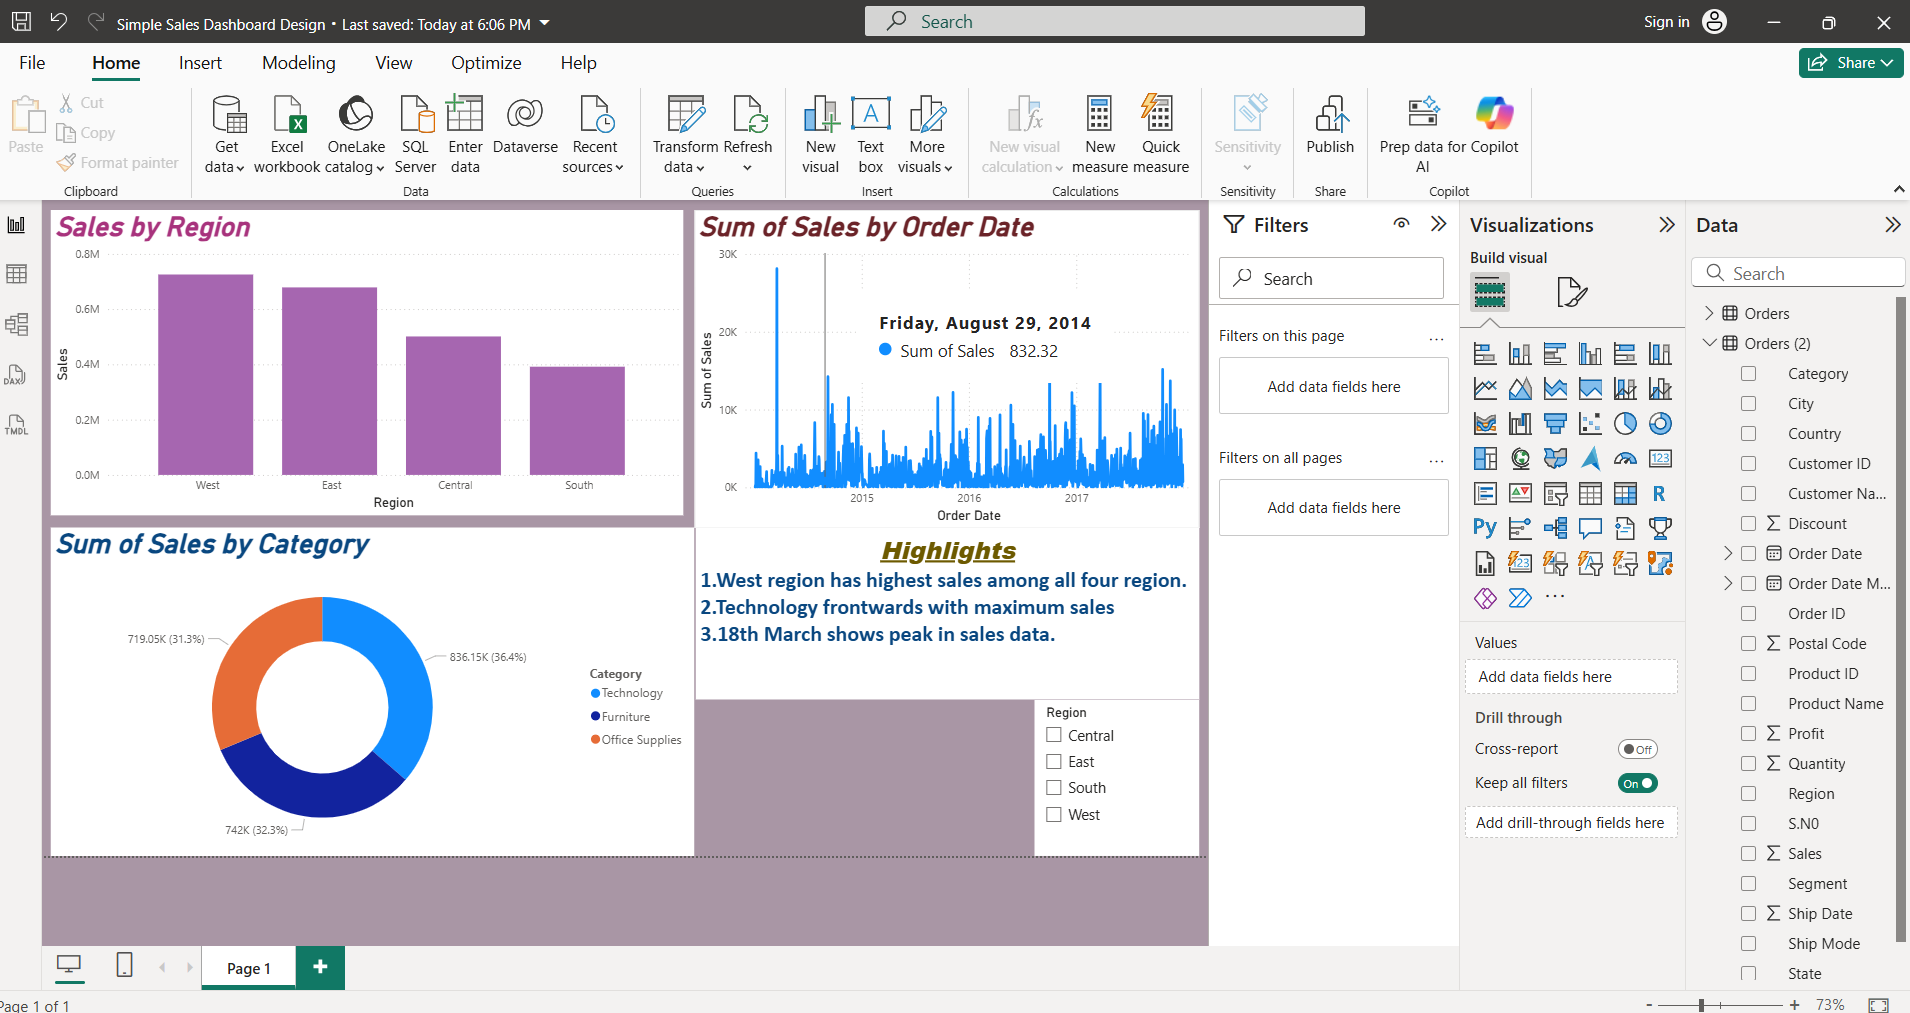 Simple Sales Dashboard Design • Last saved: Today at 6:06 PM
Search
Sign in
File
Home
Insert
Modeling
View
Optimize
Help
Share
Paste
Cut
Copy
Format painter
Clipboard
Get data
Excel workbook
OneLake catalog
SQL Server
Enter data
Dataverse
Recent sources
Data
Transform data
Refresh
Queries
New visual
Text box
More visuals
Insert
New visual calculation
New measure
Quick measure
Calculations
Sensitivity
Sensitivity
Publish
Share
Prep data for AI
Copilot
Copilot
DAX
TMDL
Sales by Region
0.8M
0.6M
0.4M
0.2M
0.0M
Sales
West
East
Central
South
Region
Sum of Sales by Order Date
30K
20K
10K
0K
Sum of Sales
Friday, August 29, 2014
Sum of Sales 832.32
2015
2016
2017
Order Date
Sum of Sales by Category
719.05K (31.3%)
836.15K (36.4%)
742K (32.3%)
Category
Technology
Furniture
Office Supplies
Highlights
1.West region has highest sales among all four region.
2.Technology frontwards with maximum sales
3.18th March shows peak in sales data.
Region
Central
East
South
West
Filters
Search
Filters on this page
Add data fields here
Filters on all pages
Add data fields here
Visualizations
Build visual
123
R
Py
123
Values
Add data fields here
Drill through
Cross-report
Off
Keep all filters
On
Add drill-through fields here
Data
Search
Orders
Orders (2)
Category
City
Country
Customer ID
Customer Na...
Discount
Order Date
Order Date M...
Order ID
Postal Code
Product ID
Product Name
Profit
Quantity
Region
S.N0
Sales
Segment
Ship Date
Ship Mode
State
Page 1
Page 1 of 1
73%